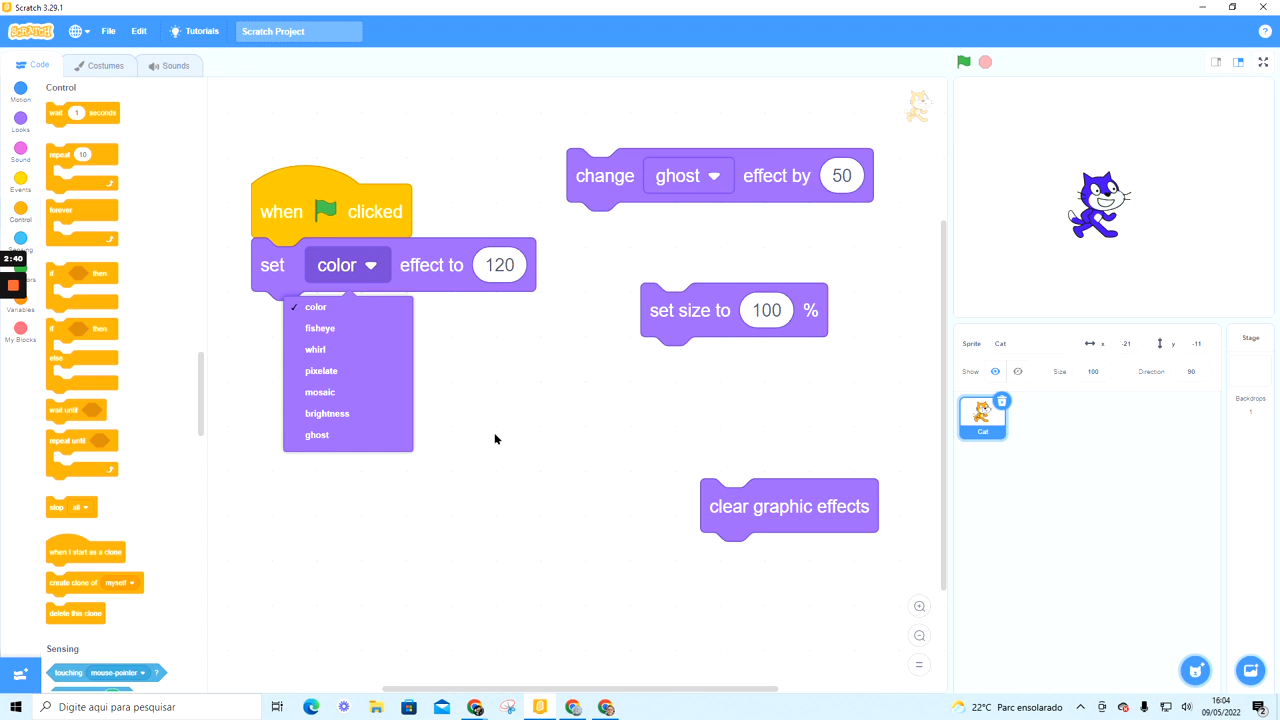 Scratch 3.29.1
SCRATCH
File
Edit
Tutorials
Scratch Project
?
Code
Costumes
Sounds
Motion
Looks
Sound
Events
Control
Sensing
Variables
My Blocks
2:40
Control
wait 1 seconds
repeat 10
forever
if then
if then
else
wait until
repeat until
stop all
when I start as a clone
create clone of myself
delete this clone
Sensing
touching mouse-pointer ?
when clicked
set color effect to 120
✓ color
fisheye
whirl
pixelate
mosaic
brightness
ghost
change ghost effect by 50
set size to 100 %
clear graphic effects
Sprite Cat x -21 y -11
Show Size 100 Direction 90
Cat
Stage
Backdrops
1
Digite aqui para pesquisar
22°C Parc ensolarado
16:04
09/05/2022
2